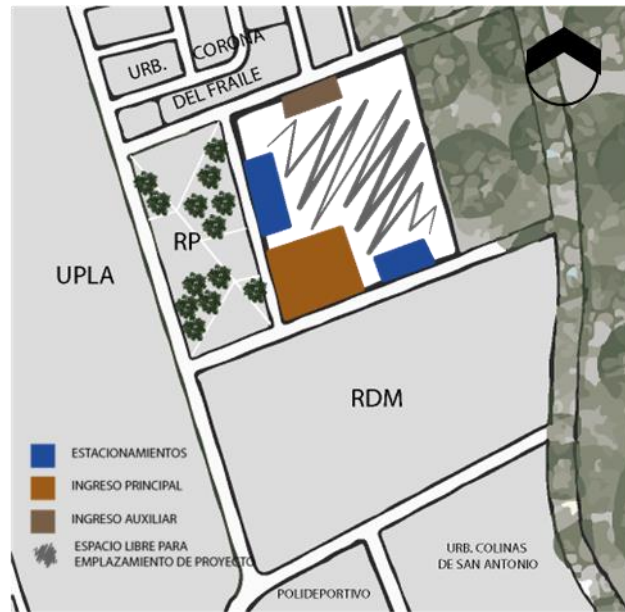 URB. CORONA
DEL FRAILE
RP
UPLA
RDM
ESTACIONAMIENTOS
INGRESO PRINCIPAL
INGRESO AUXILIAR
ESPACIO LIBRE PARA
EMPLAZAMIENTO DE PROYECTO
URB. COLINAS
DE SAN ANTONIO
POLIDEPORTIVO